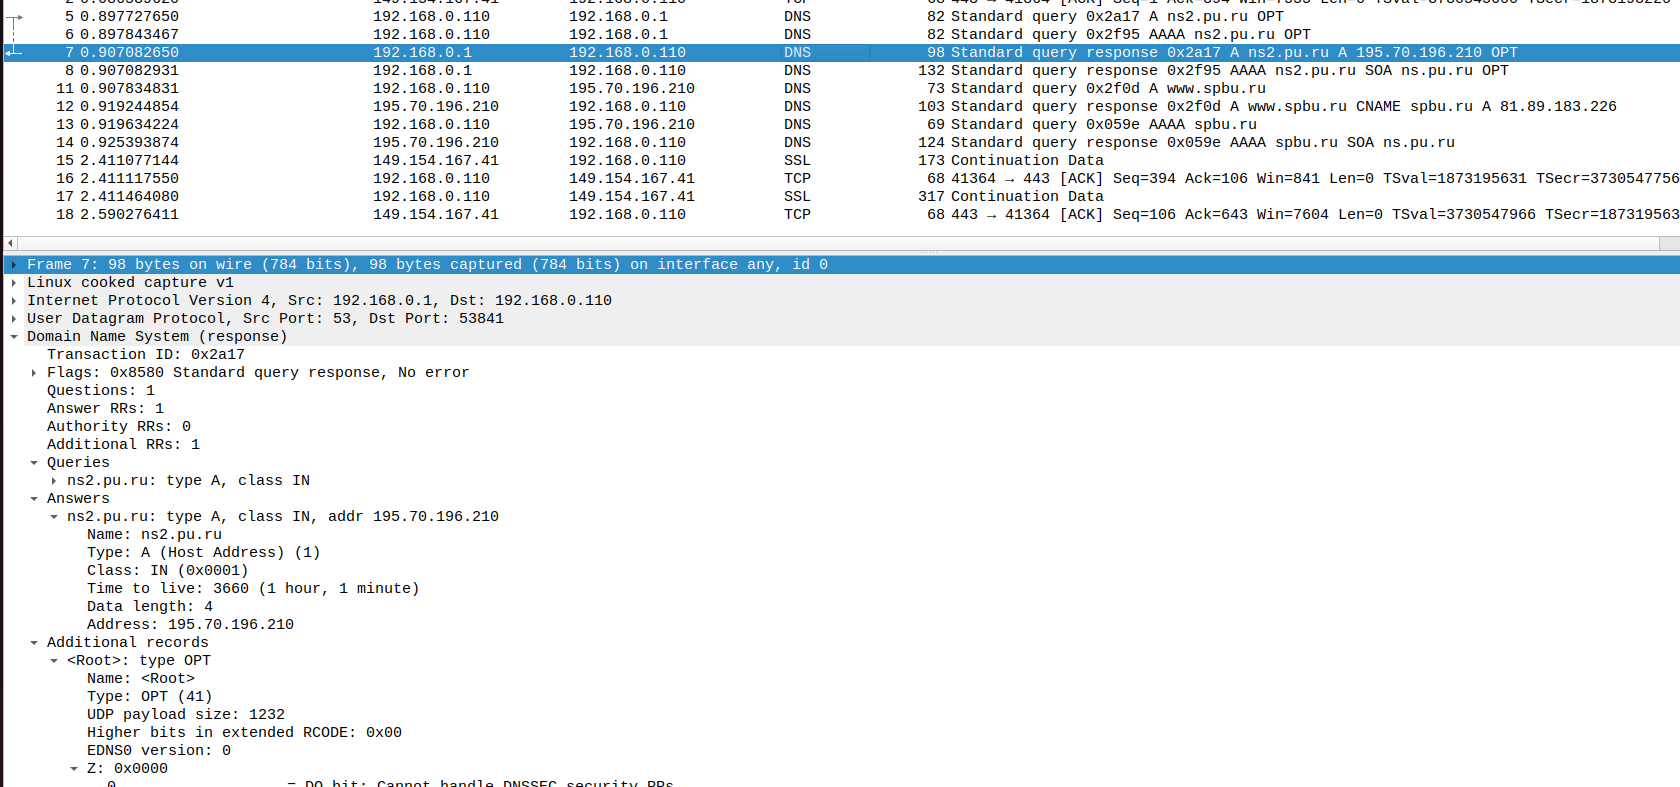 5 0.897727650 192.168.0.110 192.168.0.1 DNS 82 Standard query 0x2a17 A ns2.pu.ru OPT
6 0.897843467 192.168.0.110 192.168.0.1 DNS 82 Standard query 0x2f95 AAAA ns2.pu.ru OPT
7 0.907082650 192.168.0.1 192.168.0.110 DNS 98 Standard query response 0x2a17 A ns2.pu.ru A 195.70.196.210 OPT
8 0.907082931 192.168.0.1 192.168.0.110 DNS 132 Standard query response 0x2f95 AAAA ns2.pu.ru SOA ns.pu.ru OPT
11 0.907834831 192.168.0.110 195.70.196.210 DNS 73 Standard query 0x2f0d A www.spbu.ru
12 0.919244854 195.70.196.210 192.168.0.110 DNS 103 Standard query response 0x2f0d A www.spbu.ru CNAME spbu.ru A 81.89.183.226
13 0.919634224 192.168.0.110 195.70.196.210 DNS 69 Standard query 0x059e AAAA spbu.ru
14 0.925393874 195.70.196.210 192.168.0.110 DNS 124 Standard query response 0x059e AAAA spbu.ru SOA ns.pu.ru
15 2.411077144 149.154.167.41 192.168.0.110 SSL 173 Continuation Data
16 2.411117550 192.168.0.110 149.154.167.41 TCP 68 41364 → 443 [ACK] Seq=394 Ack=106 Win=841 Len=0 TSval=1873195631 TSecr=3730547756
17 2.411464080 192.168.0.110 149.154.167.41 SSL 317 Continuation Data
18 2.590276411 149.154.167.41 192.168.0.110 TCP 68 443 → 41364 [ACK] Seq=106 Ack=643 Win=7604 Len=0 TSval=3730547966 TSecr=187319563
Frame 7: 98 bytes on wire (784 bits), 98 bytes captured (784 bits) on interface any, id 0
Linux cooked capture v1
Internet Protocol Version 4, Src: 192.168.0.1, Dst: 192.168.0.110
User Datagram Protocol, Src Port: 53, Dst Port: 53841
Domain Name System (response)
Transaction ID: 0x2a17
Flags: 0x8580 Standard query response, No error
Questions: 1
Answer RRs: 1
Authority RRs: 0
Additional RRs: 1
Queries
ns2.pu.ru: type A, class IN
Answers
ns2.pu.ru: type A, class IN, addr 195.70.196.210
Name: ns2.pu.ru
Type: A (Host Address) (1)
Class: IN (0x0001)
Time to live: 3660 (1 hour, 1 minute)
Data length: 4
Address: 195.70.196.210
Additional records
<Root>: type OPT
Name: <Root>
Type: OPT (41)
UDP payload size: 1232
Higher bits in extended RCODE: 0x00
EDNS0 version: 0
Z: 0x0000
= DO bit: Cannot handle DNSSEC security RRs